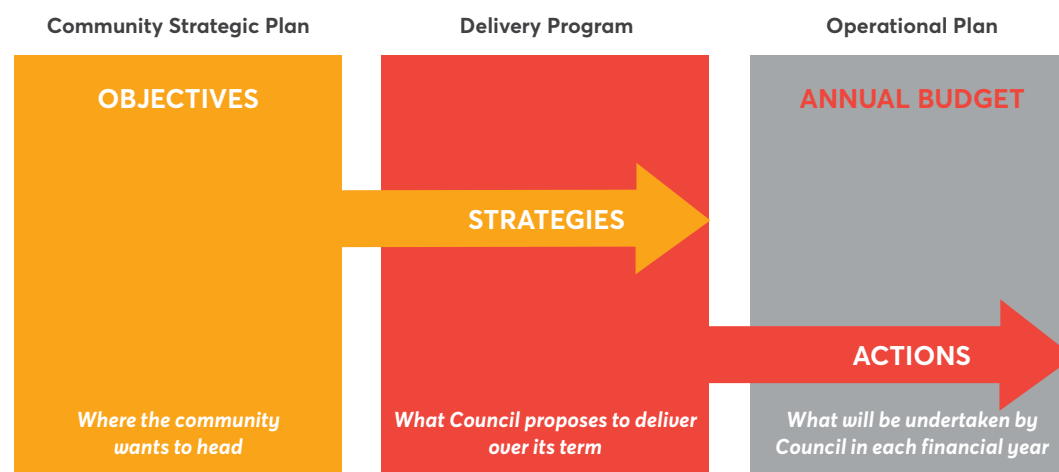 Community Strategic Plan
Delivery Program
Operational Plan
OBJECTIVES
ANNUAL BUDGET
STRATEGIES
ACTIONS
Where the community
wants to head
What Council proposes to deliver
over its term
What will be undertaken by
Council in each financial year